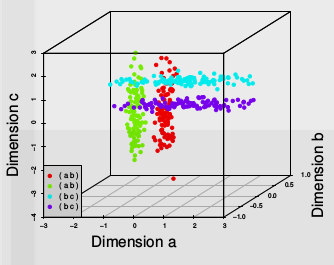 3
2
1
0
-1
-2
-3
-4
Dimension c
(ab)
(ab)
(bc)
(bc)
-3
-2
-1
0
1
2
3
Dimension a
-1.0
-0.5
0.0
0.5
1.0
Dimension b